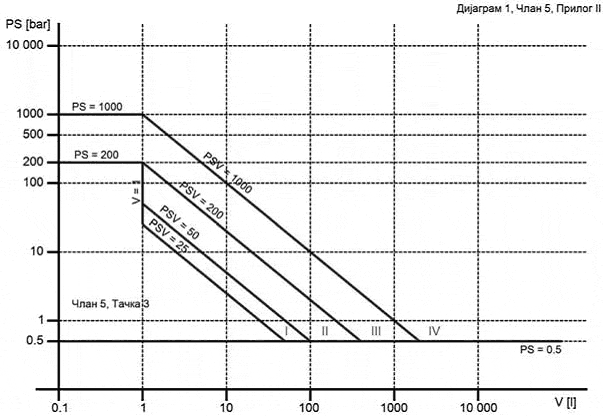 Дијаграм 1, Члан 5, Прилог II
PS [bar]
10 000
1000
PS = 1000
500
200
PS = 200
100
V = 1
PSV = 1000
PSV = 200
PSV = 50
PSV = 25
10
Члан 5, Тачка 3
1
I
II
III
IV
0.5
PS = 0.5
0.1
1
10
100
1000
10 000
V [l]